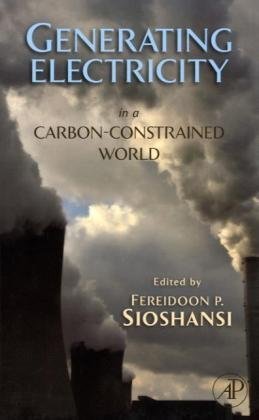 GENERATING
ELECTRICITY
in a
CARBON-CONSTRAINED
WORLD
Edited by
FEREIDOON P.
SIOSHANSI
AP